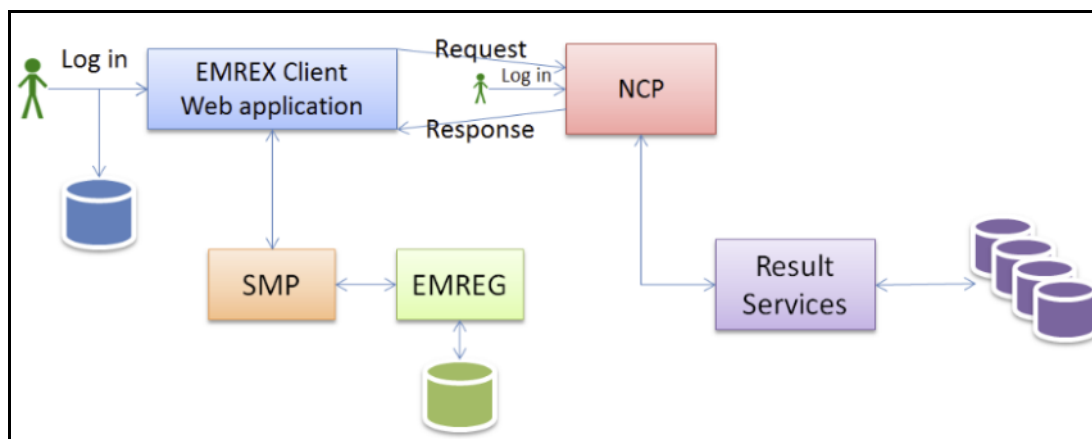 Log in
EMREX Client
Web application
Request
Log in
Response
NCP
SMP
EMREG
Result
Services